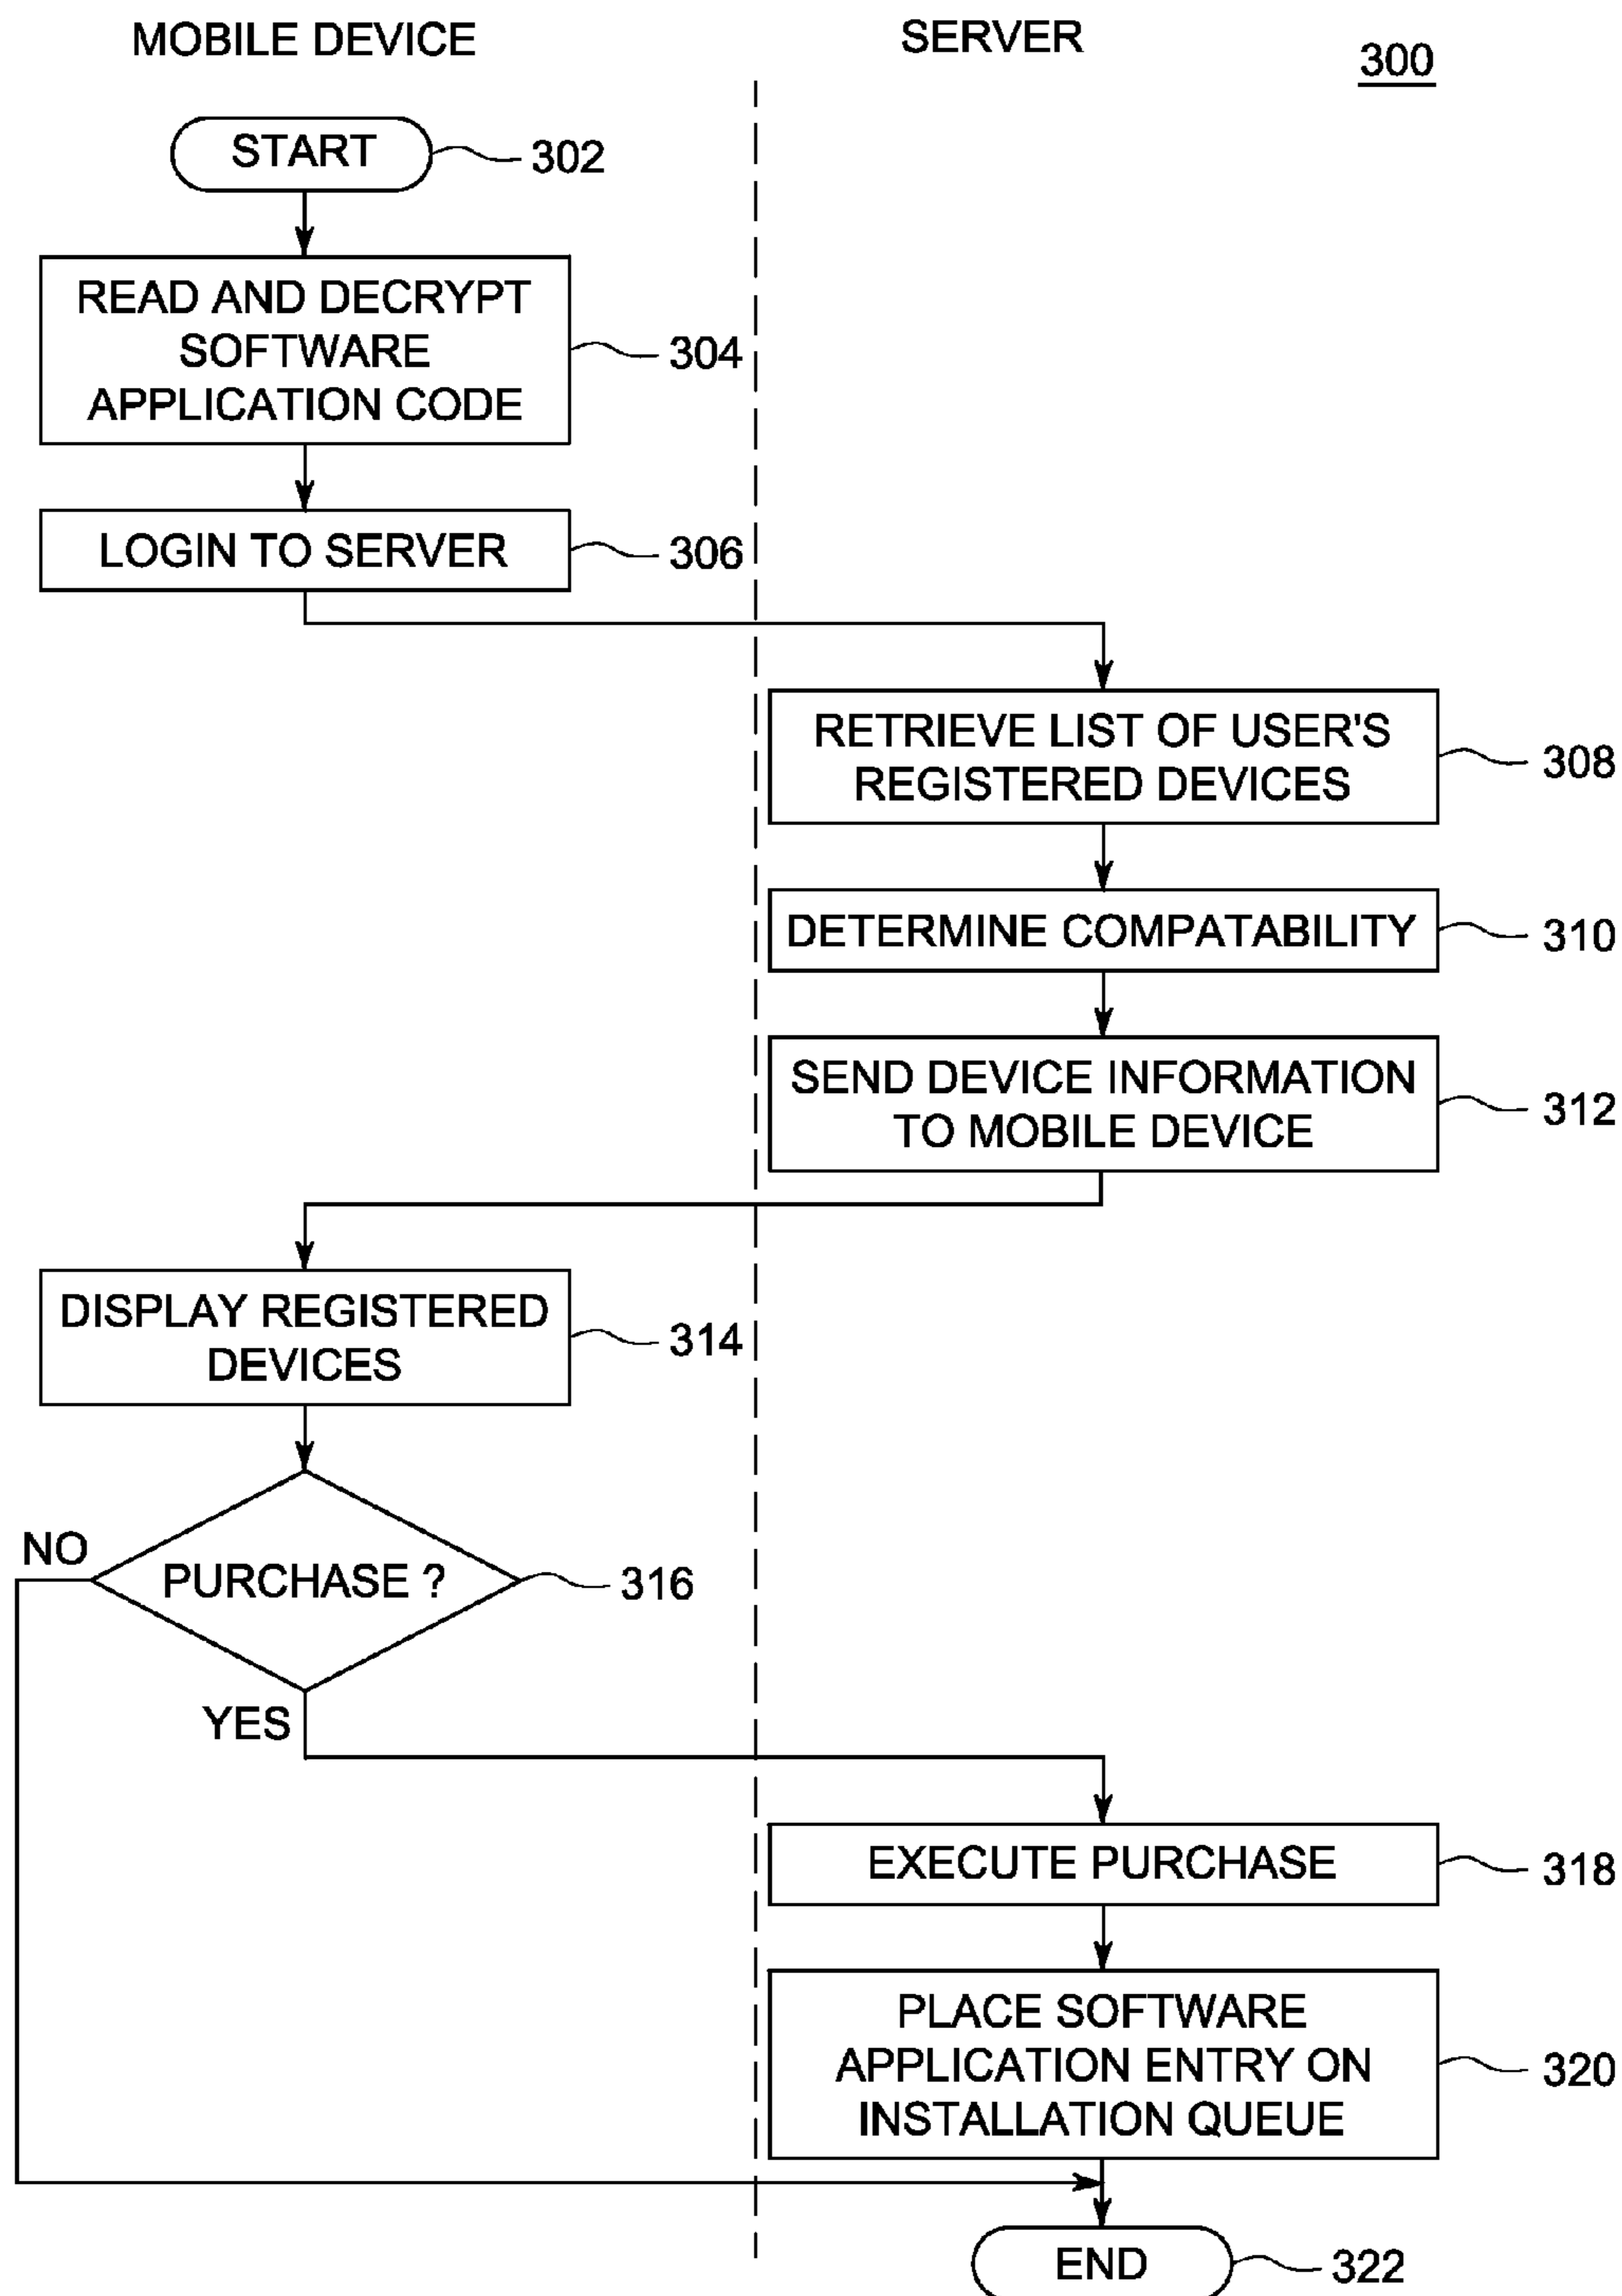 MOBILE DEVICE
SERVER
300
START
302
READ AND DECRYPT
SOFTWARE
APPLICATION CODE
304
LOGIN TO SERVER
306
RETRIEVE LIST OF USER'S
REGISTERED DEVICES
308
DETERMINE COMPATABILITY
310
SEND DEVICE INFORMATION
TO MOBILE DEVICE
312
DISPLAY REGISTERED
DEVICES
314
NO
PURCHASE ?
316
YES
EXECUTE PURCHASE
318
PLACE SOFTWARE
APPLICATION ENTRY ON
INSTALLATION QUEUE
320
END
322